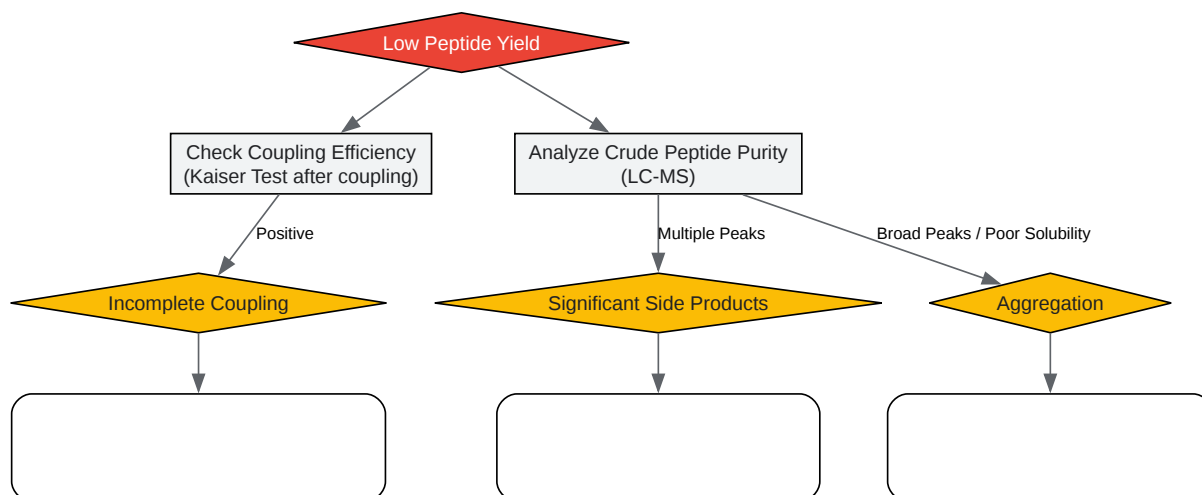 Low Peptide Yield
Check Coupling Efficiency
(Kaiser Test after coupling)
Analyze Crude Peptide Purity
(LC-MS)
Positive
Multiple Peaks
Broad Peaks / Poor Solubility
Incomplete Coupling
Significant Side Products
Aggregation